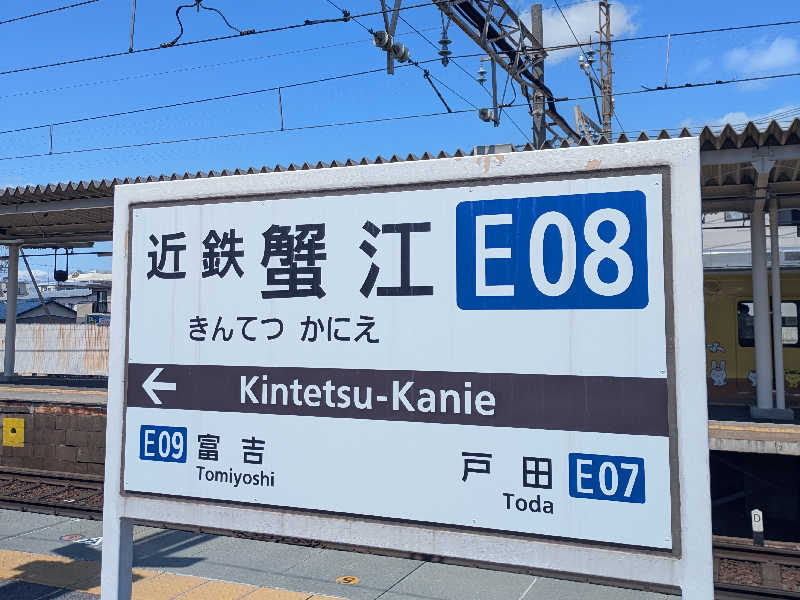 近鉄蟹江 E08
きんてつ かにえ
← Kintetsu-Kanie
E09 富吉
Tomiyoshi
戸田 E07
Toda
D